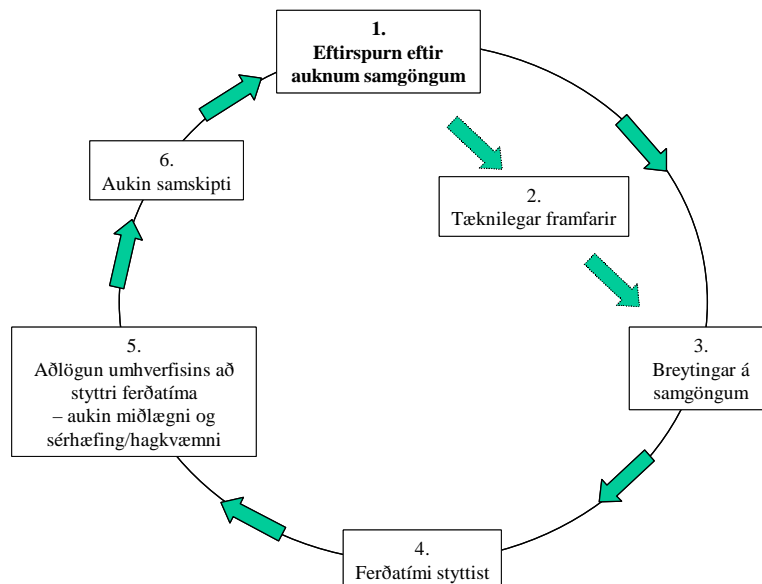 1.
Eftirspurn eftir
auknum samgöngum
2.
Tæknilegar framfarir
3.
Breytingar á
samgöngum
4.
Ferðatími styttist
5.
Aðlögun umhverfisins að
styttri ferðatíma
– aukin miðlægni og
sérhæfing/hagkvæmni
6.
Aukin samskipti